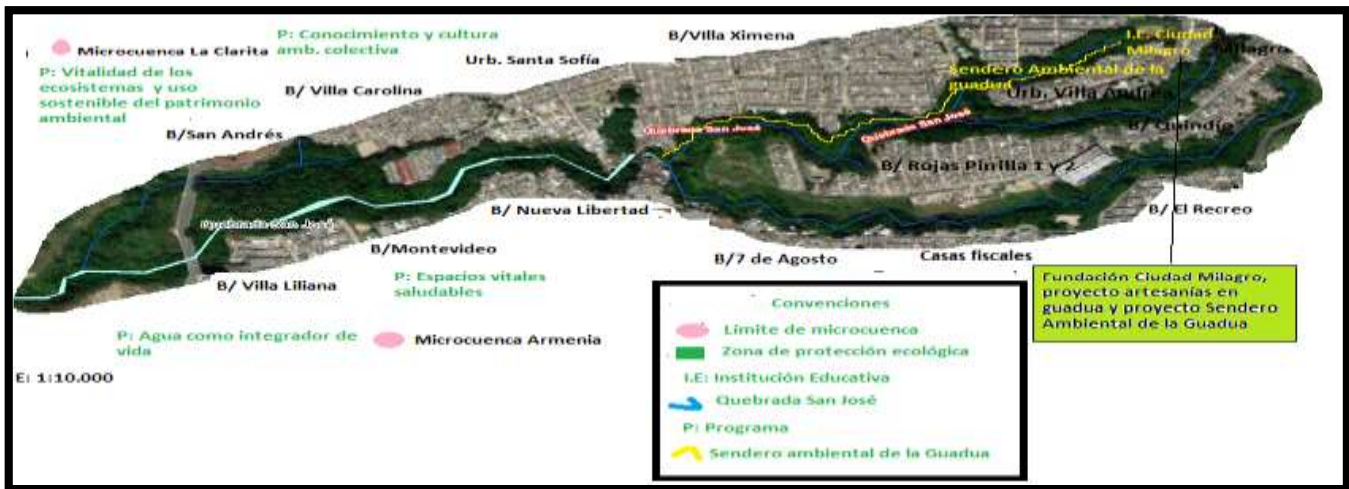 Microcuenca La Clarita
P: Conocimiento y cultura
amb. colectiva
B/VIlla Ximena
I.E. Ciudad
Milagro
Milagro
P: Vitalidad de los
ecosistemas y uso
sostenible del patrimonio
ambiental
Urb. Santa Sofía
Sendero Ambiental de la
guadua
B/ Villa Carolina
Urb. Villa Andrea
B/San Andrés
Quebrada San José
Quebrada San José
B/ Quindío
B/ Rojas Pinilla 1 y 2
B/ Nueva Libertad
B/ El Recreo
Quebrada San José
B/Montevideo
B/7 de Agosto
Casas fiscales
B/ Villa Liliana
P: Espacios vitales
saludables
Fundación Ciudad Milagro,
proyecto artesanías en
guadua y proyecto Sendero
Ambiental de la Guadua
P: Agua como integrador de
vida
Microcuenca Armenia
E: 1:10.000
Convenciones
Límite de microcuenca
Zona de protección ecológica
I.E: Institución Educativa
Quebrada San José
P: Programa
Sendero ambiental de la Guadua